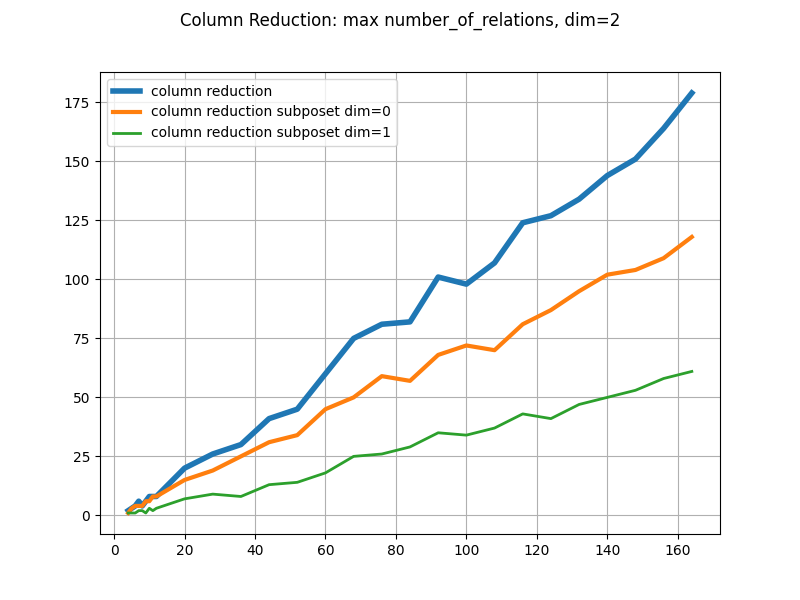 Column Reduction: max number_of_relations, dim=2
column reduction
column reduction subposet dim=0
column reduction subposet dim=1
175
150
125
100
75
50
25
0
0 20 40 60 80 100 120 140 160